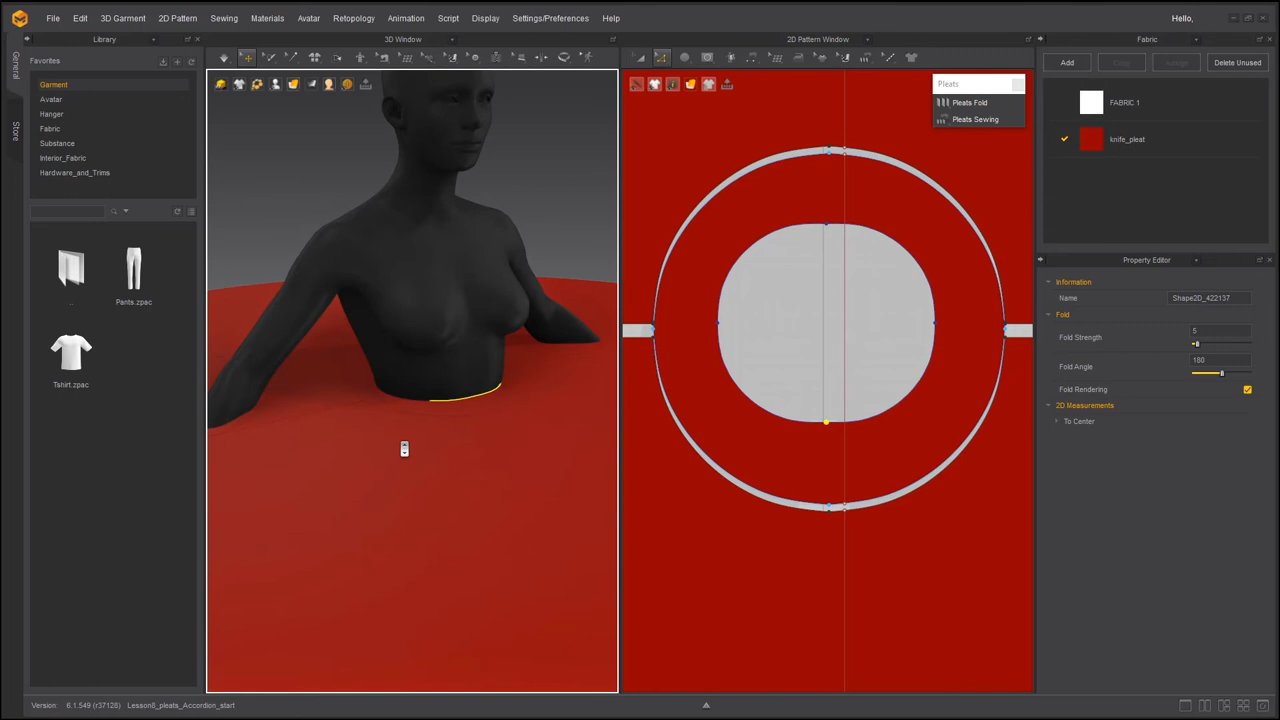 File Edit 3D Garment 2D Pattern Sewing Materials Avatar Retopology Animation Script Display Settings/Preferences Help Hello,
Library 3D Window 2D Pattern Window Fabric
General
Store
Favorites
Garment
Avatar
Hanger
Fabric
Substance
Interior_Fabric
Hardware_and_Trims
..
Pants.zpac
Tshirt.zpac
Pleats
Pleats Fold
Pleats Sewing
Add Delete Unused
FABRIC 1
knife_pleat
Property Editor
Information
Name Shape2D_422137
Fold
Fold Strength 5
Fold Angle 180
Fold Rendering
2D Measurements
To Center
Version: 6.1.549 (r37128) Lesson8_pleats_Accordion_start